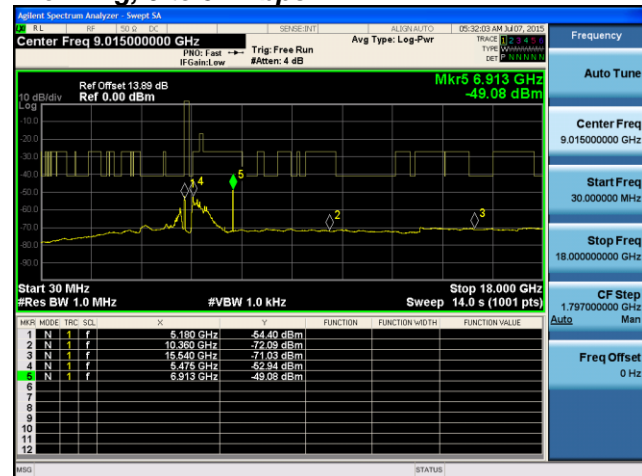 Agilent Spectrum Analyzer - Swept SA
RL RF 50 Ω DC SENSE:INT ALIGN AUTO 05:32:03 AM Jul 07, 2015
Center Freq 9.015000000 GHz
PNO: Fast Trig: Free Run
IFGain:Low #Atten: 4 dB
Avg Type: Log-Pwr
TRACE 1 2 3 4 5 6
TYPE
DET P N N N N N
Frequency
Auto Tune
Ref Offset 13.89 dB
10 dB/div Ref 0.00 dBm
Log
Mkr5 6.913 GHz
-49.08 dBm
-10.0
-20.0
-30.0
-40.0
-50.0
-60.0
-70.0
-80.0
-90.0
4
5
2
3
Start 30 MHz
Stop 18.000 GHz
#Res BW 1.0 MHz #VBW 1.0 kHz Sweep 14.0 s (1001 pts)
MKR MODE TRC SCL X Y FUNCTION FUNCTION WIDTH FUNCTION VALUE
1 N 1 f 5.180 GHz -54.40 dBm
2 N 1 f 10.360 GHz -72.09 dBm
3 N 1 f 15.540 GHz -71.03 dBm
4 N 1 f 5.475 GHz -52.94 dBm
5 N 1 f 6.913 GHz -49.08 dBm
6
7
8
9
10
11
12
Center Freq
9.015000000 GHz
Start Freq
30.000000 MHz
Stop Freq
18.000000000 GHz
CF Step
1.797000000 GHz
Auto Man
Freq Offset
0 Hz
MSG STATUS